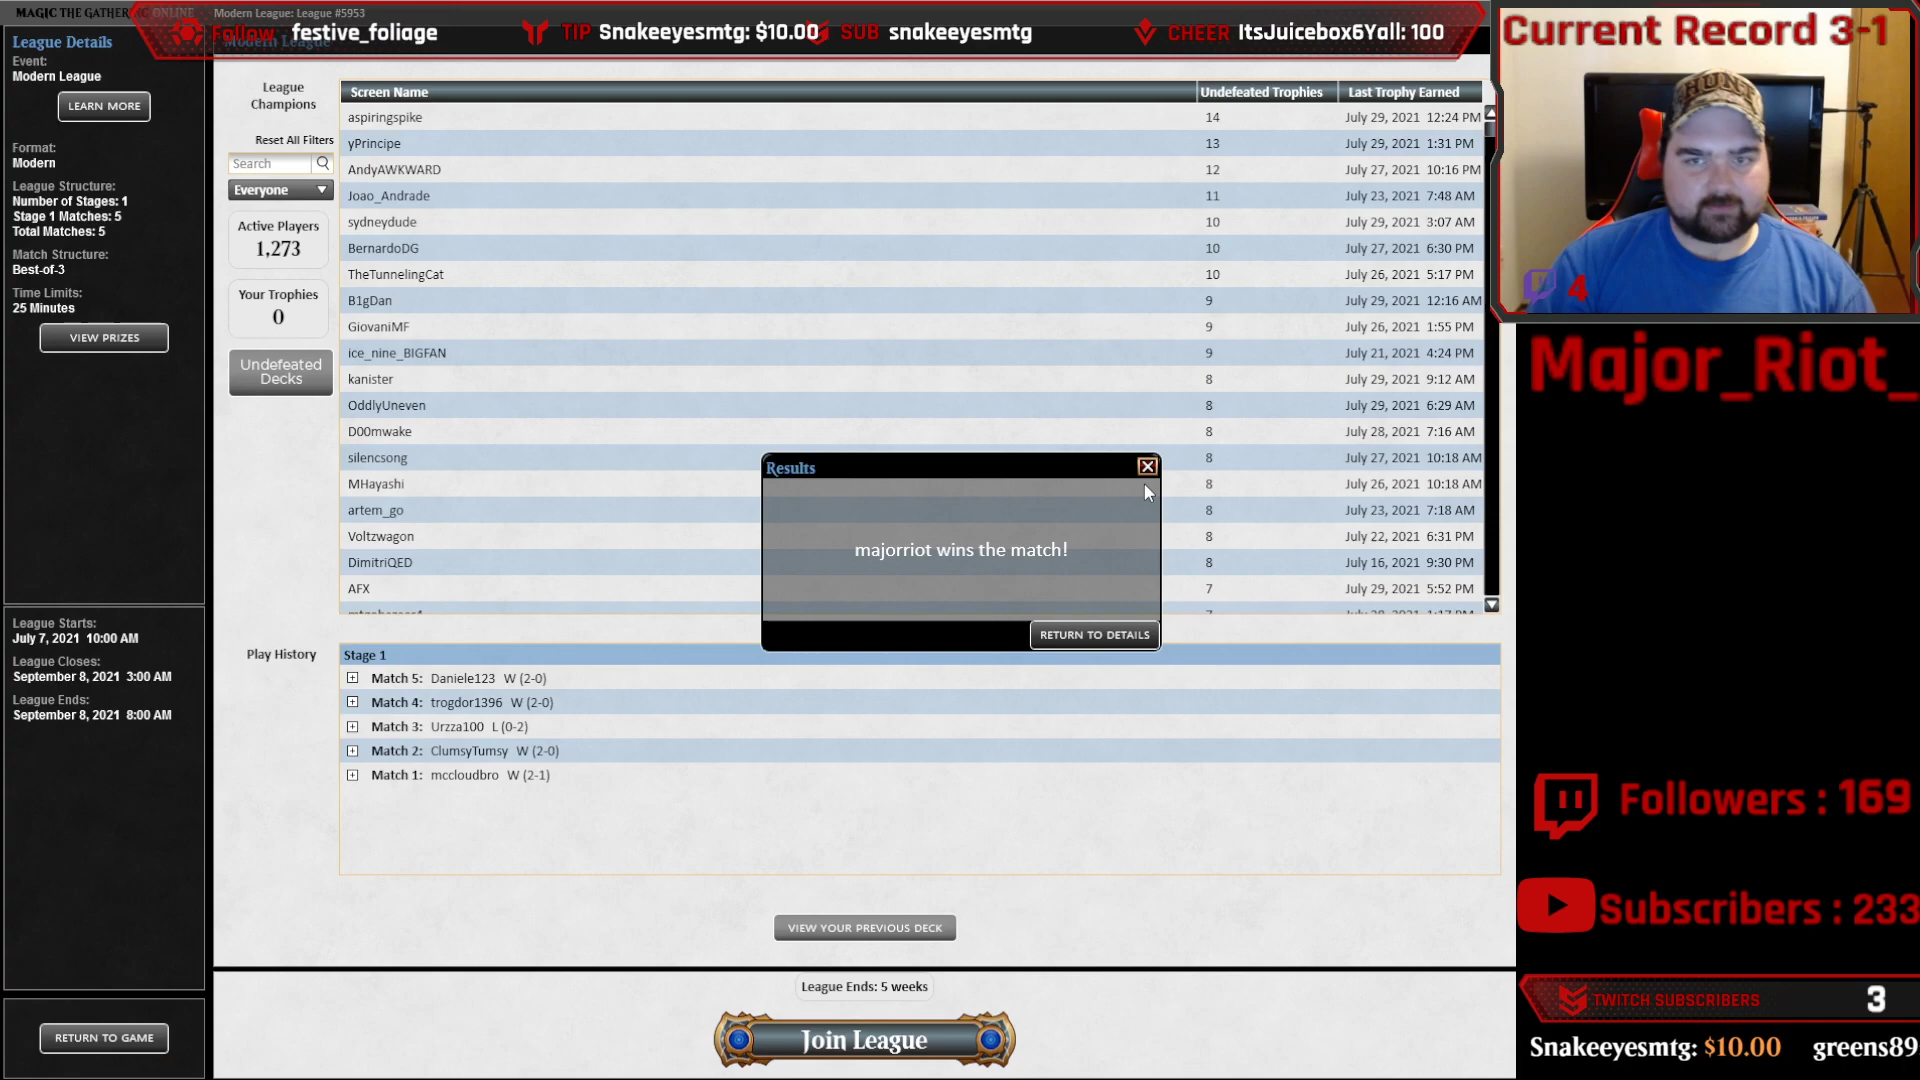 MAGIC THE GATHER
Modern League: League #5953
Follow festive_foliage
TIP Snakeeyesmtg: $10.00
SUB snakeeyesmtg
CHEER ItsJuicebox6Yall: 100
Current Record 3-1
League Details
Event:
Modern League
LEARN MORE
Format:
Modern
League Structure:
Number of Stages: 1
Stage 1 Matches: 5
Total Matches: 5
Match Structure:
Best-of-3
Time Limits:
25 Minutes
VIEW PRIZES
League Starts:
July 7, 2021 10:00 AM
League Closes:
September 8, 2021 3:00 AM
League Ends:
September 8, 2021 8:00 AM
RETURN TO GAME
League
Champions
Reset All Filters
Search
Everyone
Active Players
1,273
Your Trophies
0
Undefeated
Decks
Screen Name Undefeated Trophies Last Trophy Earned
aspiringspike 14 July 29, 2021 12:24 PM
yPrincipe 13 July 29, 2021 1:31 PM
AndyAWKWARD 12 July 27, 2021 10:16 PM
Joao_Andrade 11 July 23, 2021 7:48 AM
sydneydude 10 July 29, 2021 3:07 AM
BernardoDG 10 July 27, 2021 6:30 PM
TheTunnelingCat 10 July 26, 2021 5:17 PM
B1gDan 9 July 29, 2021 12:16 AM
GiovaniMF 9 July 26, 2021 1:55 PM
ice_nine_BIGFAN 9 July 21, 2021 4:24 PM
kanister 8 July 29, 2021 9:12 AM
OddlyUneven 8 July 29, 2021 6:29 AM
D00mwake 8 July 28, 2021 7:16 AM
silencsong 8 July 27, 2021 10:18 AM
MHayashi 8 July 26, 2021 10:18 AM
artem_go 8 July 23, 2021 7:18 AM
Voltzwagon 8 July 22, 2021 6:31 PM
DimitriQED 8 July 16, 2021 9:30 PM
AFX 7 July 29, 2021 5:52 PM
Results
majorriot wins the match!
RETURN TO DETAILS
Play History
Stage 1
Match 5: Daniele123 W (2-0)
Match 4: trogdor1396 W (2-0)
Match 3: Urzza100 L (0-2)
Match 2: ClumsyTumsy W (2-0)
Match 1: mccloudbro W (2-1)
VIEW YOUR PREVIOUS DECK
League Ends: 5 weeks
Join League
HUNT
4
Major_Riot_
Followers : 169
Subscribers : 233
TWITCH SUBSCRIBERS 3
Snakeeyesmtg: $10.00 greens89